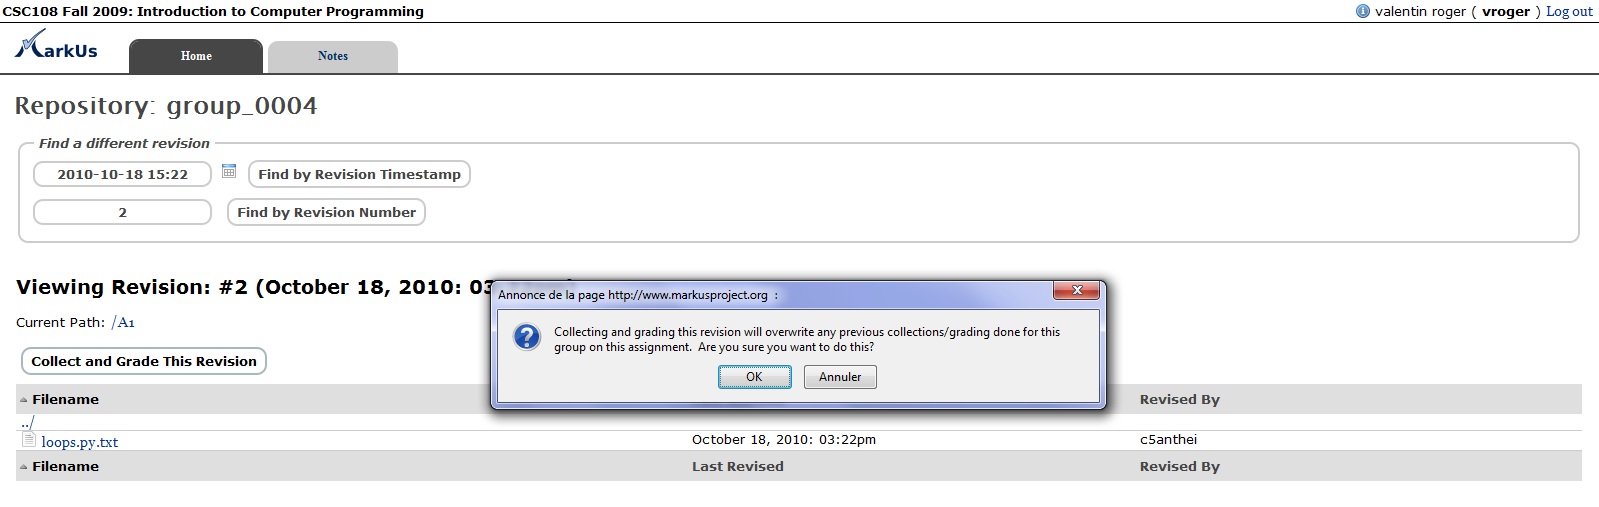 CSC108 Fall 2009: Introduction to Computer Programming
valentin roger ( vroger ) Log out
MarkUs
Home
Notes
Repository: group_0004
Find a different revision
2010-10-18 15:22
Find by Revision Timestamp
2
Find by Revision Number
Viewing Revision: #2 (October 18, 2010: 03
Current Path: /A1
Collect and Grade This Revision
Annonce de la page http://www.markusproject.org :
Collecting and grading this revision will overwrite any previous collections/grading done for this
group on this assignment. Are you sure you want to do this?
OK
Annuler
Filename
Revised By
../
loops.py.txt
October 18, 2010: 03:22pm
c5anthei
Filename
Last Revised
Revised By